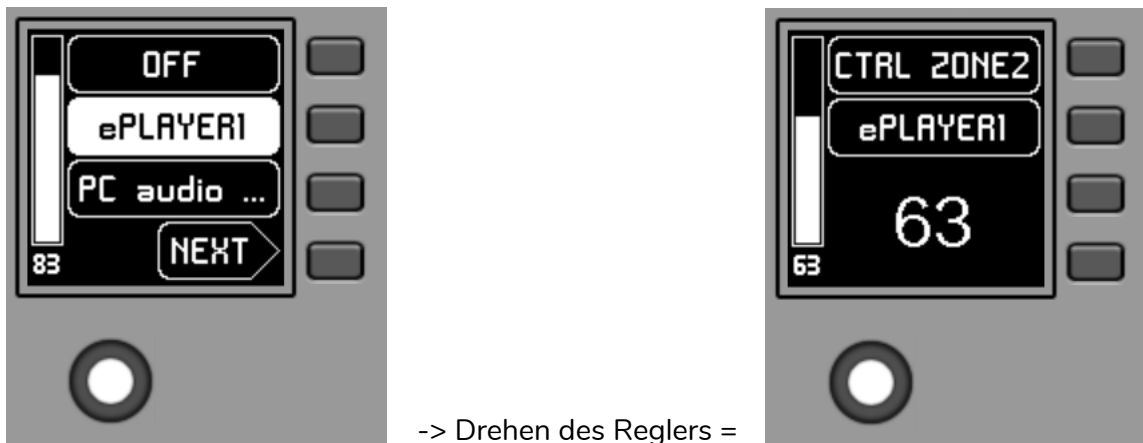 OFF
ePLAYER1
PC audio ...
NEXT
83
-> Drehen des Reglers =
CTRL ZONE2
ePLAYER1
63
63